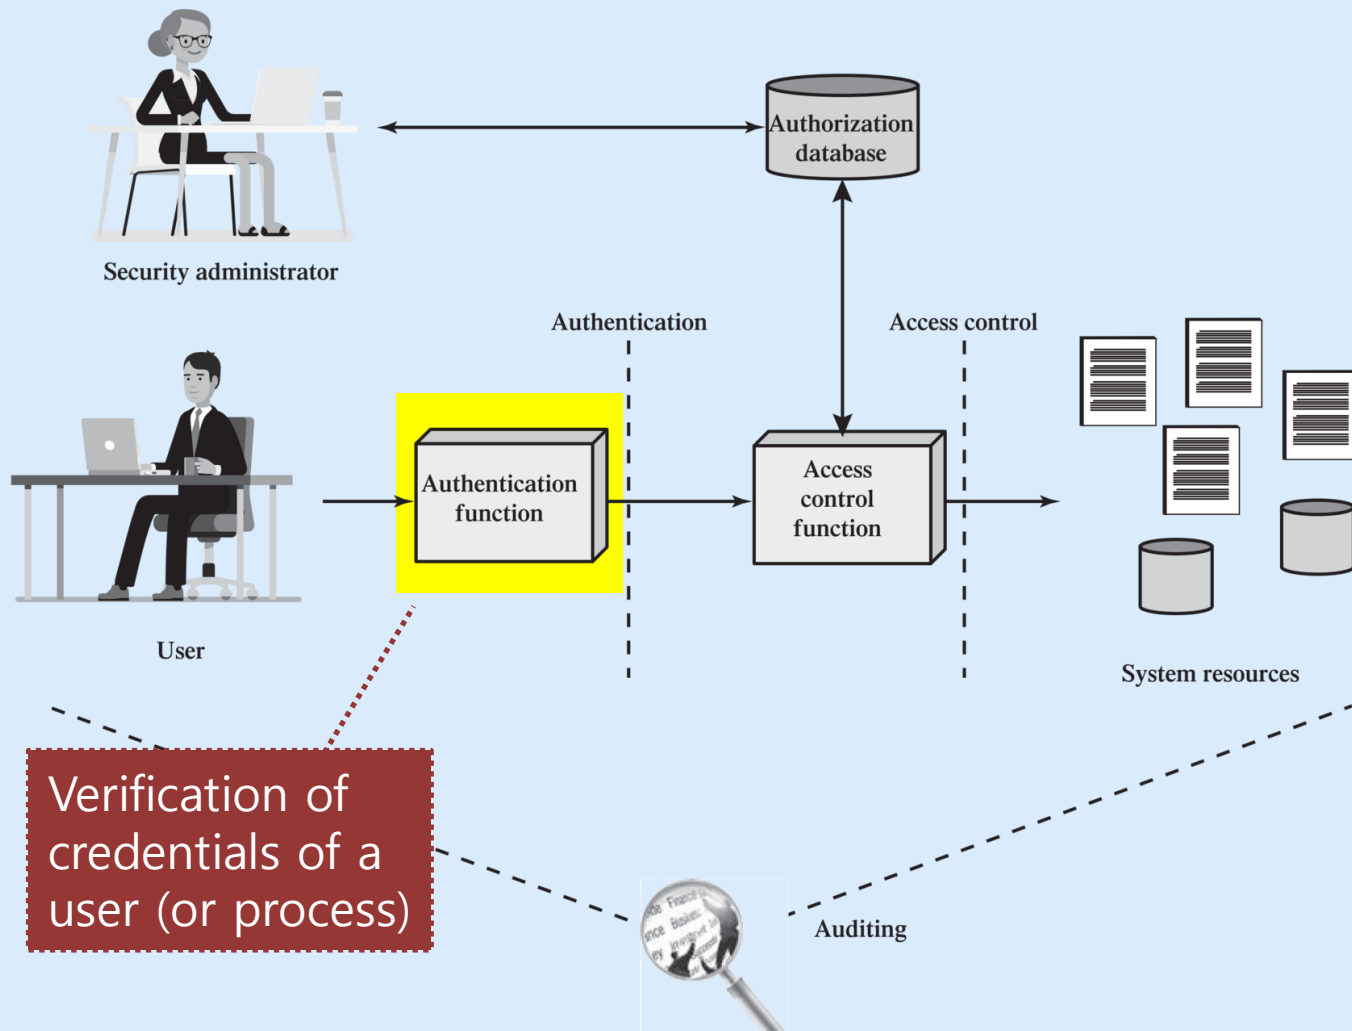 Authorization
database
Security administrator
Authentication
Access control
Authentication
function
Access
control
function
User
System resources
Verification of
credentials of a
user (or process)
Auditing